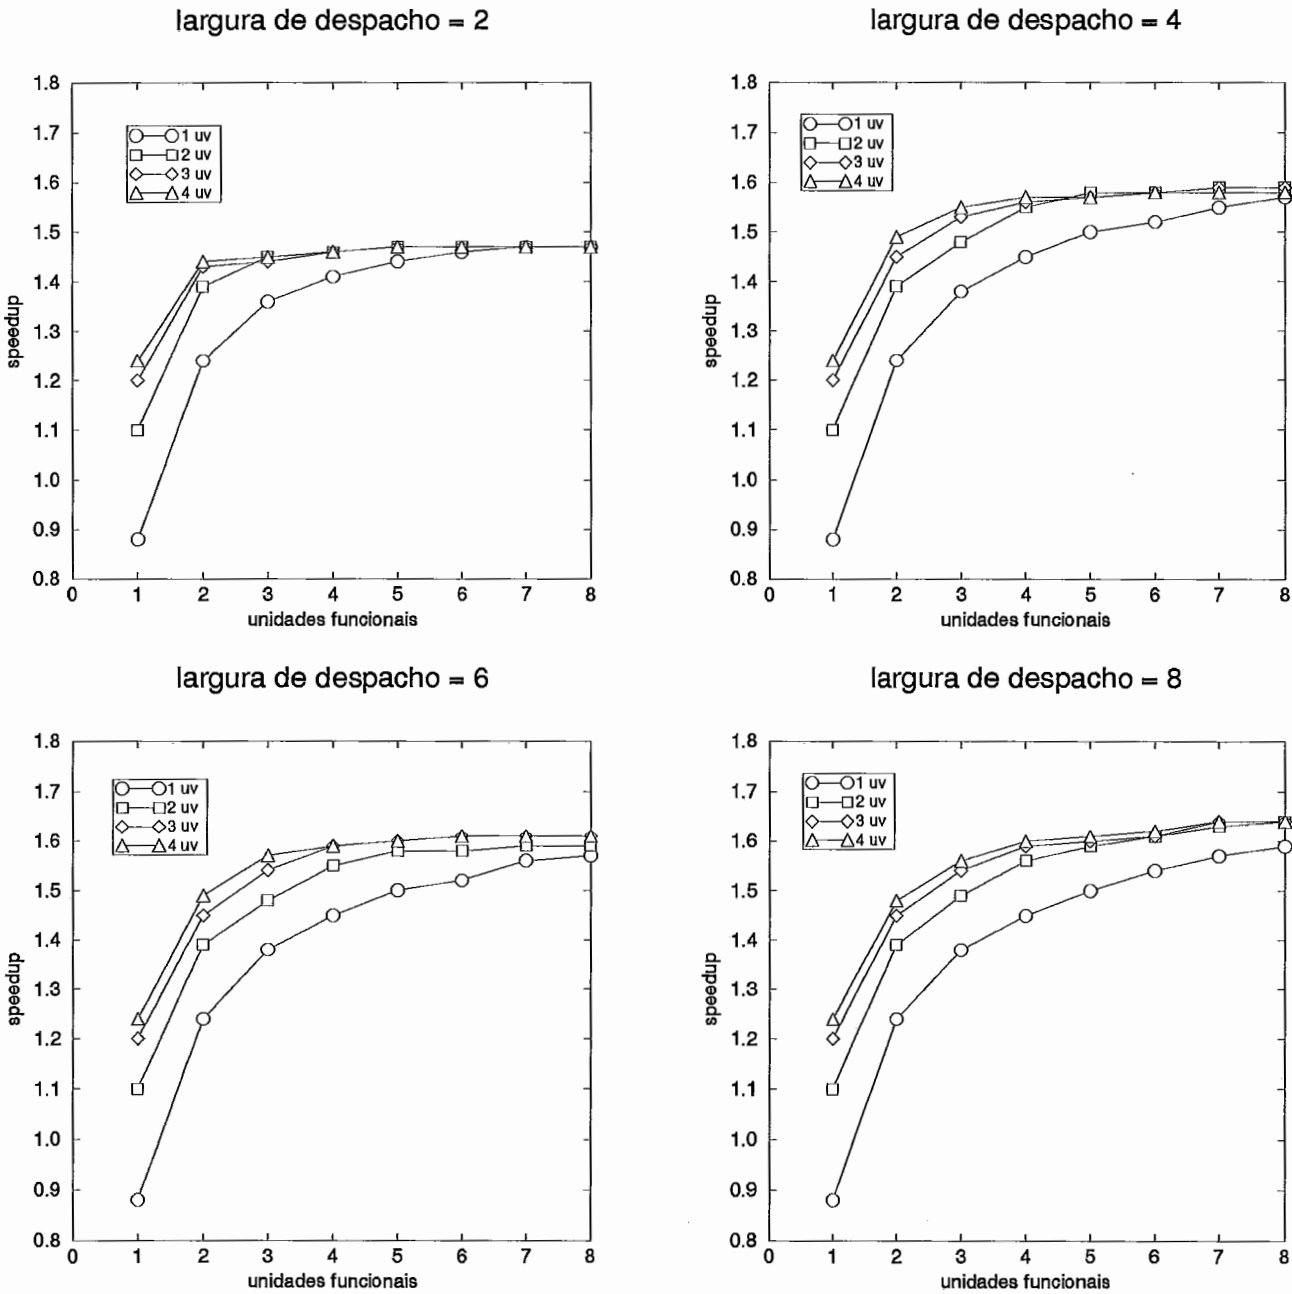 largura de despacho = 2
1.8
1.7
1.6
1.5
1.4
1.3
1.2
1.1
1.0
0.9
0.8
speedup
1 uv
2 uv
3 uv
4 uv
0 1 2 3 4 5 6 7 8
unidades funcionais
largura de despacho = 4
1.8
1.7
1.6
1.5
1.4
1.3
1.2
1.1
1.0
0.9
0.8
speedup
1 uv
2 uv
3 uv
4 uv
0 1 2 3 4 5 6 7 8
unidades funcionais
largura de despacho = 6
1.8
1.7
1.6
1.5
1.4
1.3
1.2
1.1
1.0
0.9
0.8
speedup
1 uv
2 uv
3 uv
4 uv
0 1 2 3 4 5 6 7 8
unidades funcionais
largura de despacho = 8
1.8
1.7
1.6
1.5
1.4
1.3
1.2
1.1
1.0
0.9
0.8
speedup
1 uv
2 uv
3 uv
4 uv
0 1 2 3 4 5 6 7 8
unidades funcionais